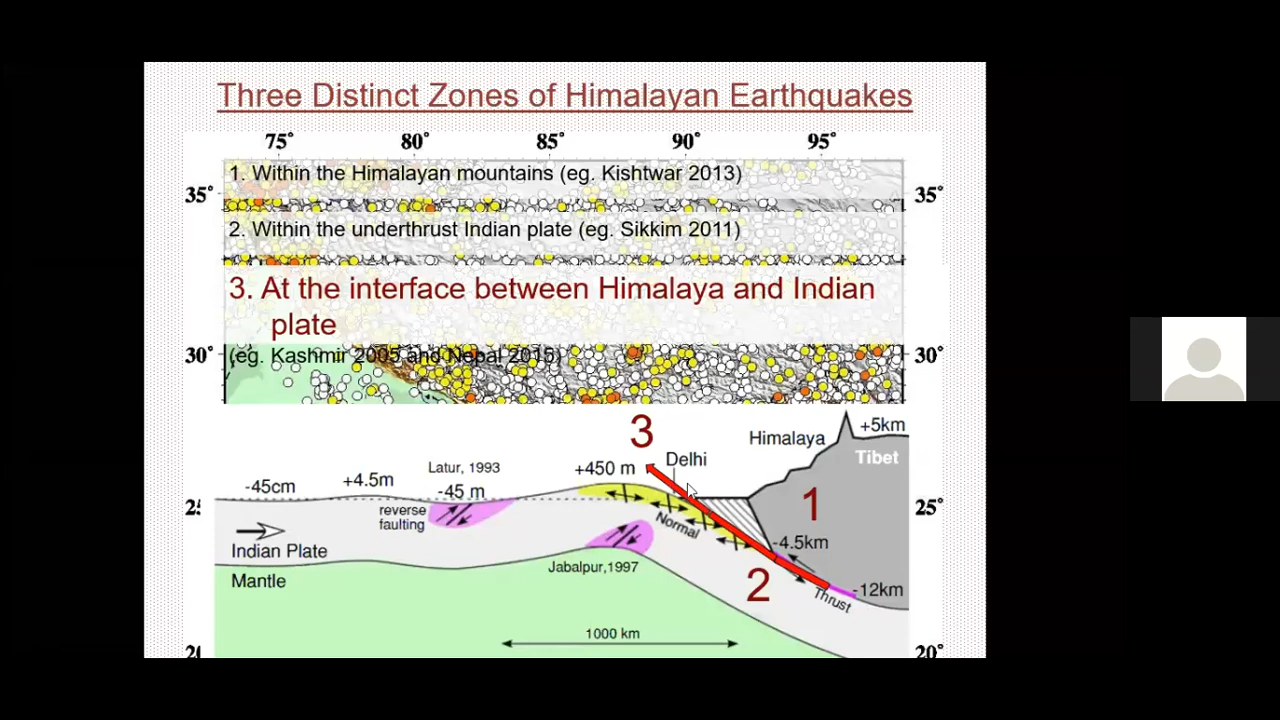 Three Distinct Zones of Himalayan Earthquakes
75° 80° 85° 90° 95°
1. Within the Himalayan mountains (eg. Kishtwar 2013)
35° 35°
2. Within the underthrust Indian plate (eg. Sikkim 2011)
3. At the interface between Himalaya and Indian
plate
30° 30°
(eg. Kashmir 2005 and Nepal 2015)
3
+5km
Himalaya
Tibet
Delhi
Latur, 1993
+450 m
+4.5m
-45cm
-45 m
1
25°
reverse
faulting
Normal
-4.5km
Indian Plate
Jabalpur,1997
Mantle
2
-12km
Thrust
1000 km
20°